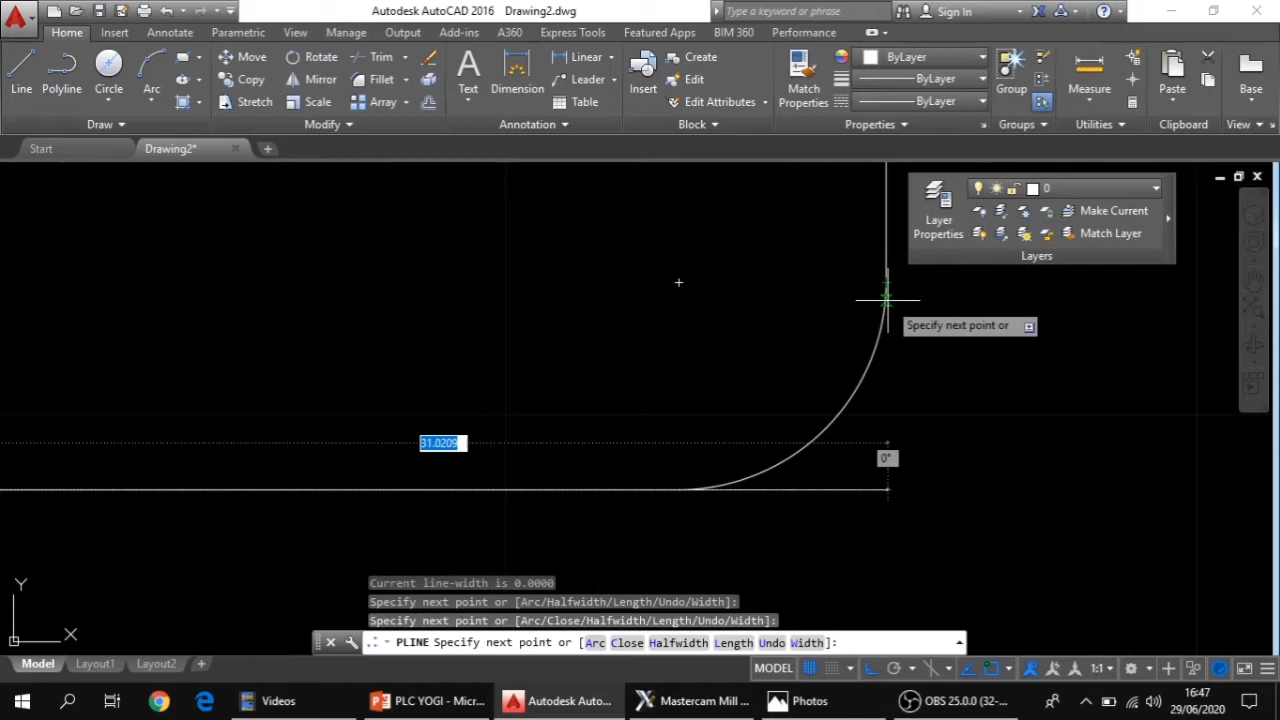 Autodesk AutoCAD 2016 Drawing2.dwg
Type a keyword or phrase
Sign In
Home Insert Annotate Parametric View Manage Output Add-ins A360 Express Tools Featured Apps BIM 360 Performance
Line Polyline Circle Arc
Move Rotate Trim
Copy Mirror Fillet
Stretch Scale Array
Text Dimension
Linear
Leader
Table
Insert
Create
Edit
Edit Attributes
Match Properties
ByLayer
ByLayer
ByLayer
Group Measure Paste Base
Draw Modify Annotation Block Properties Groups Utilities Clipboard View
Start Drawing2*
0
Layer Properties
Make Current
Match Layer
Layers
Specify next point or
31.0209
0°
Y
X
Current line-width is 0.0000
Specify next point or [Arc/Halfwidth/Length/Undo/Width]:
Specify next point or [Arc/Close/Halfwidth/Length/Undo/Width]:
PLINE Specify next point or [Arc Close Halfwidth Length Undo Width]:
Model Layout1 Layout2
MODEL 1:1
Videos PLC YOGI - Micr... Autodesk Auto... Mastercam Mill ... Photos OBS 25.0.0 (32-...
16:47
29/06/2020